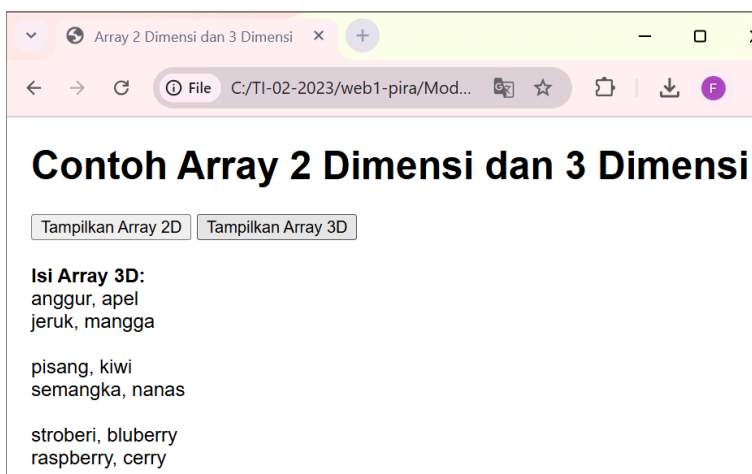 Array 2 Dimensi dan 3 Dimensi
File C:/TI-02-2023/web1-pira/Mod...
F
Contoh Array 2 Dimensi dan 3 Dimensi
Tampilkan Array 2D Tampilkan Array 3D
Isi Array 3D:
anggur, apel
jeruk, mangga
pisang, kiwi
semangka, nanas
stroberi, bluberry
raspberry, cerry